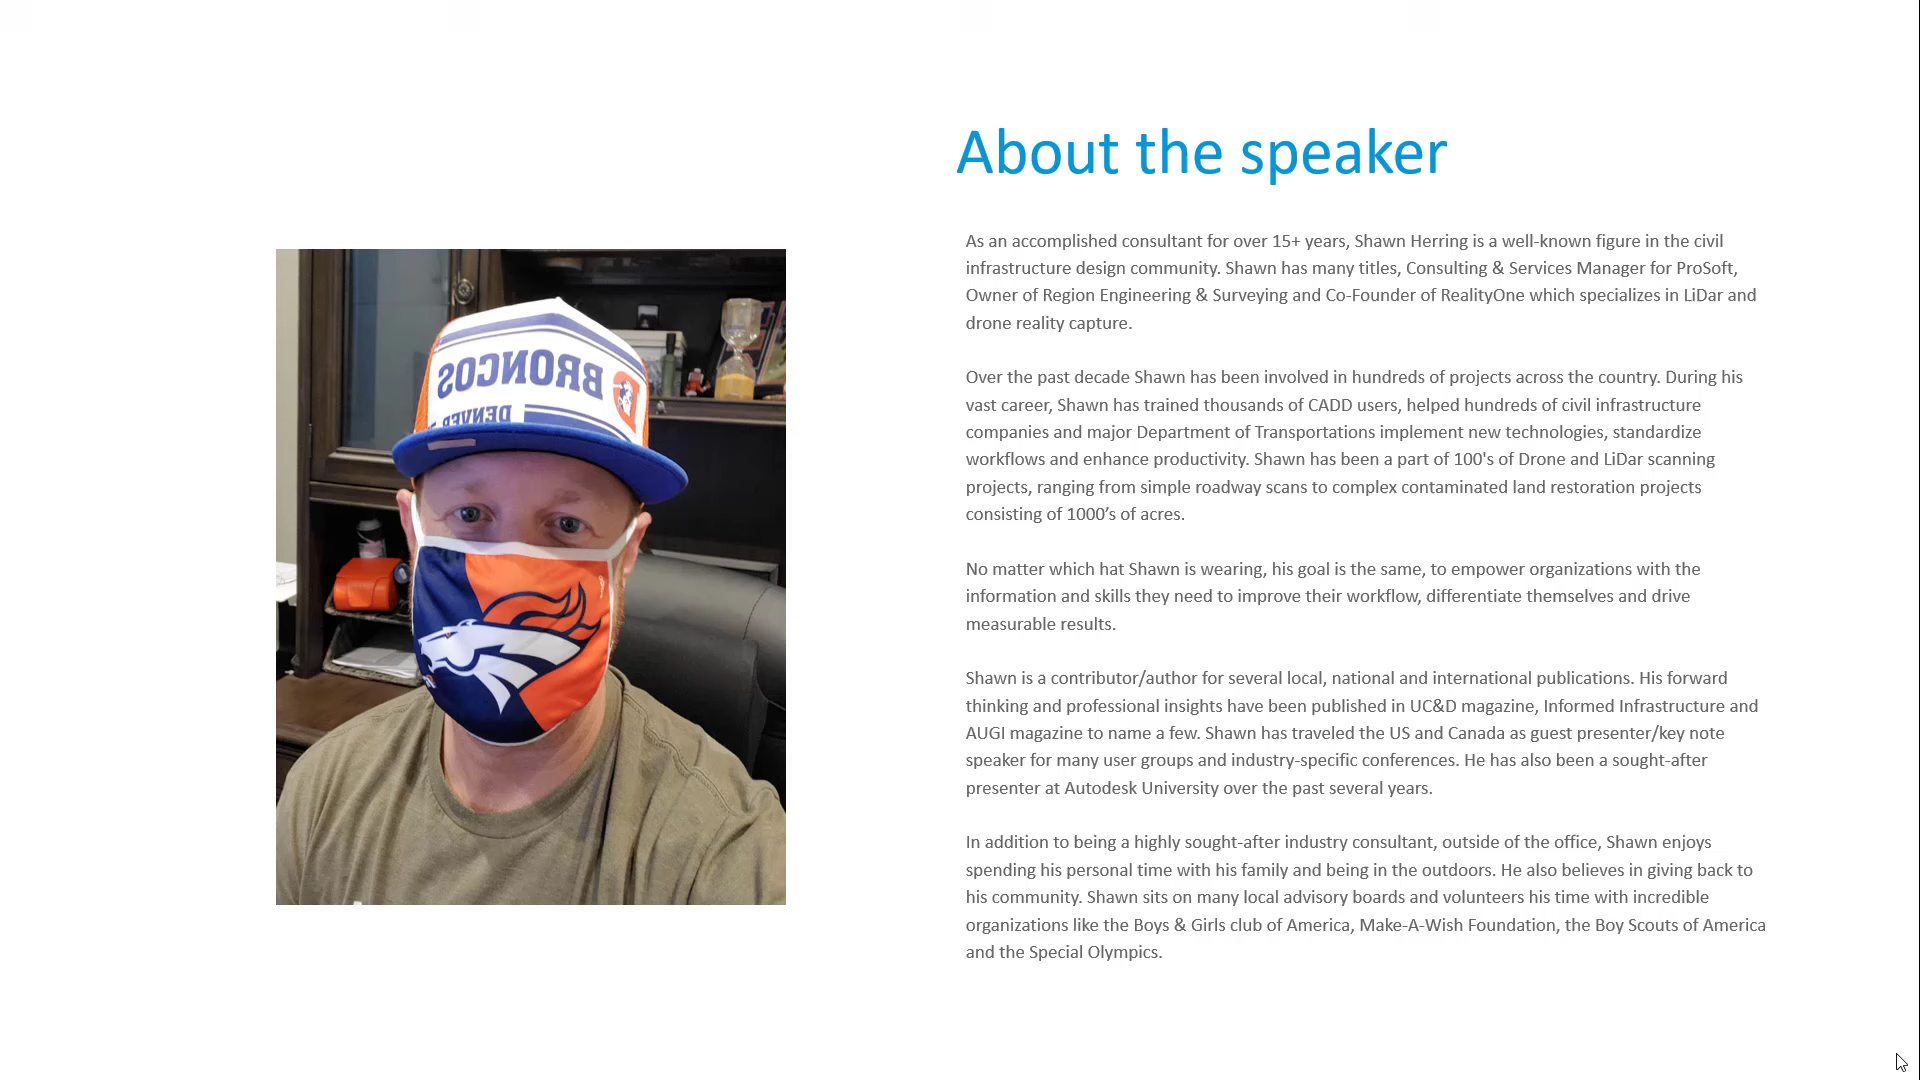 About the speaker
As an accomplished consultant for over 15+ years, Shawn Herring is a well-known figure in the civil
infrastructure design community. Shawn has many titles, Consulting & Services Manager for ProSoft,
Owner of Region Engineering & Surveying and Co-Founder of RealityOne which specializes in LiDar and
drone reality capture.
Over the past decade Shawn has been involved in hundreds of projects across the country. During his
vast career, Shawn has trained thousands of CADD users, helped hundreds of civil infrastructure
companies and major Department of Transportations implement new technologies, standardize
workflows and enhance productivity. Shawn has been a part of 100's of Drone and LiDar scanning
projects, ranging from simple roadway scans to complex contaminated land restoration projects
consisting of 1000’s of acres.
No matter which hat Shawn is wearing, his goal is the same, to empower organizations with the
information and skills they need to improve their workflow, differentiate themselves and drive
measurable results.
Shawn is a contributor/author for several local, national and international publications. His forward
thinking and professional insights have been published in UC&D magazine, Informed Infrastructure and
AUGI magazine to name a few. Shawn has traveled the US and Canada as guest presenter/key note
speaker for many user groups and industry-specific conferences. He has also been a sought-after
presenter at Autodesk University over the past several years.
In addition to being a highly sought-after industry consultant, outside of the office, Shawn enjoys
spending his personal time with his family and being in the outdoors. He also believes in giving back to
his community. Shawn sits on many local advisory boards and volunteers his time with incredible
organizations like the Boys & Girls club of America, Make-A-Wish Foundation, the Boy Scouts of America
and the Special Olympics.
BRONCOS
DENVER